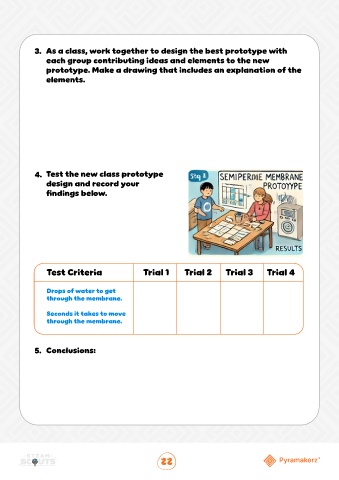 3. As a class, work together to design the best prototype with
each group contributing ideas and elements to the new
prototype. Make a drawing that includes an explanation of the
elements.
4. Test the new class prototype
design and record your
findings below.
Stq 3
SEMIPERDIE MEMBRANE
PROTOYYPE
RESULTS
Test Criteria Trial 1 Trial 2 Trial 3 Trial 4
Drops of water to get
through the membrane.
Seconds it takes to move
through the membrane.
5. Conclusions:
STEAM
SCOUTS
22
Pyramakerz